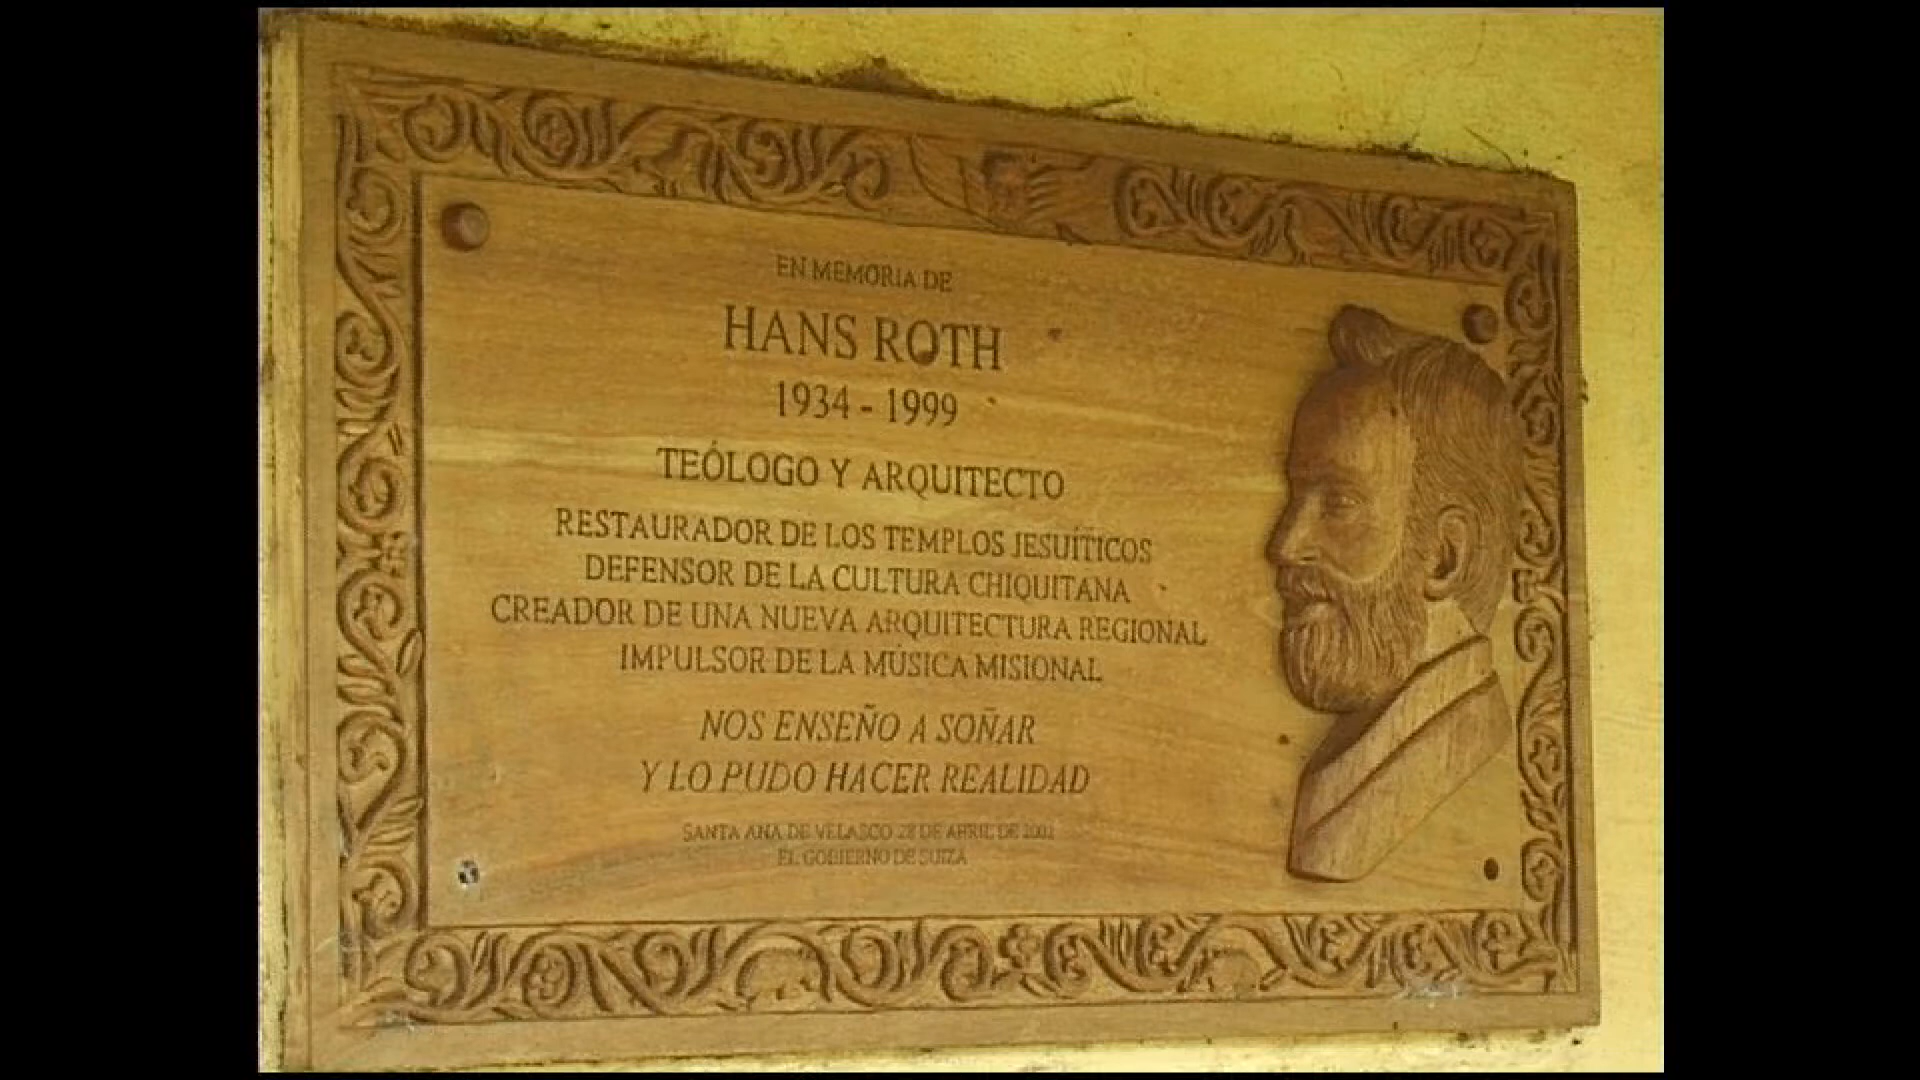 EN MEMORIA DE
HANS ROTH
1934 - 1999
TEÓLOGO Y ARQUITECTO
RESTAURADOR DE LOS TEMPLOS JESUÍTICOS
DEFENSOR DE LA CULTURA CHIQUITANA
CREADOR DE UNA NUEVA ARQUITECTURA REGIONAL
IMPULSOR DE LA MÚSICA MISIONAL
NOS ENSEÑO A SOÑAR
Y LO PUDO HACER REALIDAD
SANTA ANA DE VELASCO 28 DE ABRIL DE
EL GOBIERNO DE SUIZA